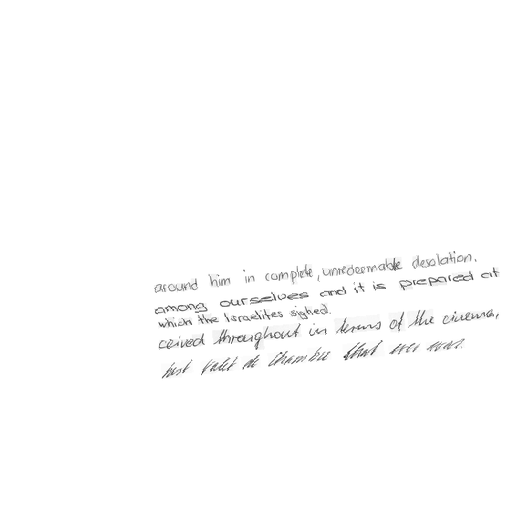 around him in complete, unredeemable desolation.
among ourselves and it is prepared at
which the Israelites sighed.
ceived throughout in terms of the cinema,
best valet de chambre that ever was.